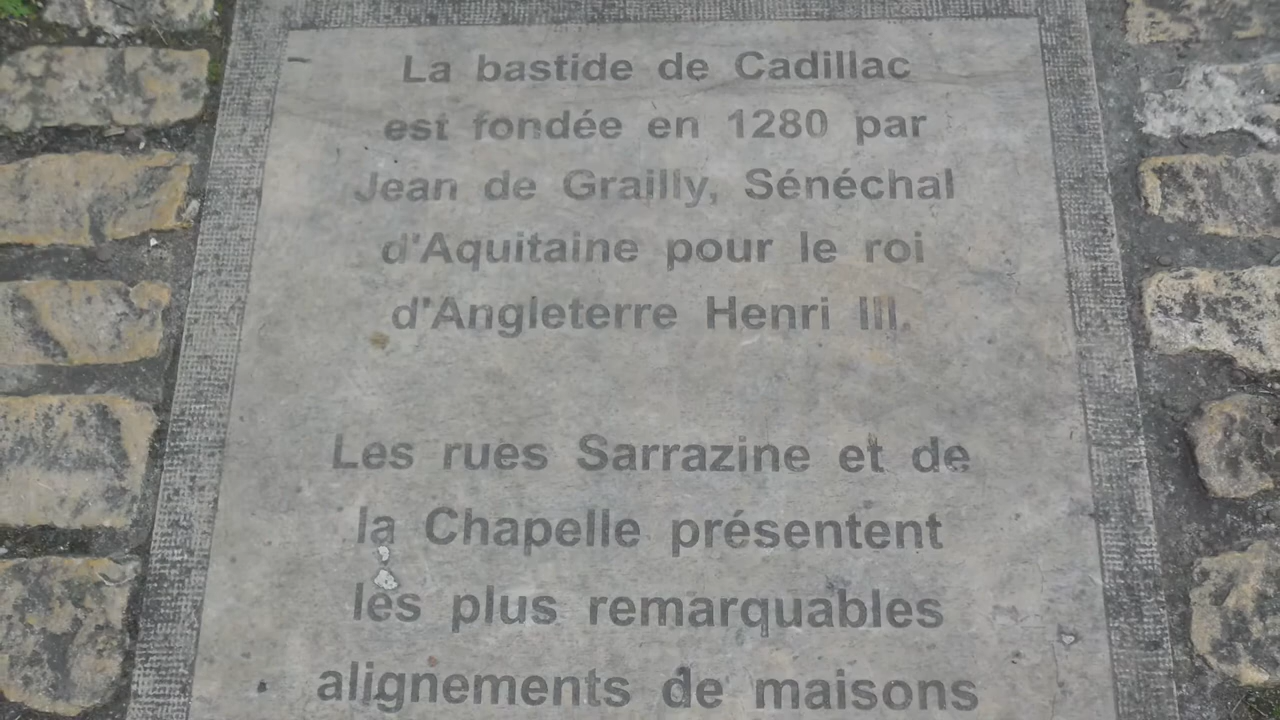 La bastide de Cadillac
est fondée en 1280 par
Jean de Grailly, Sénéchal
d'Aquitaine pour le roi
d'Angleterre Henri III.
Les rues Sarrazine et de
la Chapelle présentent
les plus remarquables
alignements de maisons